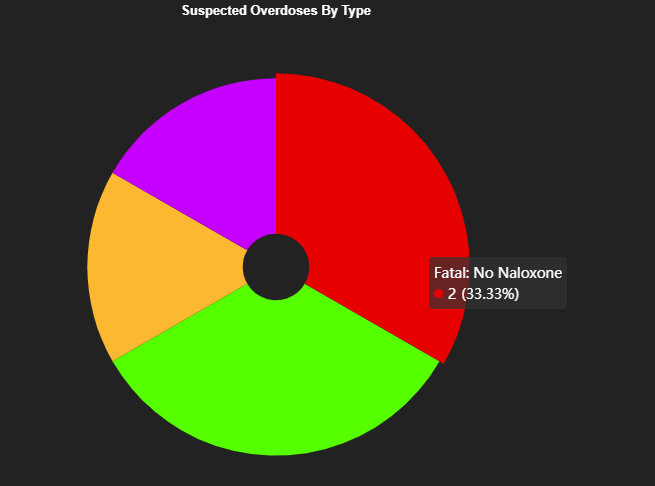 Suspected Overdoses By Type
Fatal: No Naloxone
2 (33.33%)